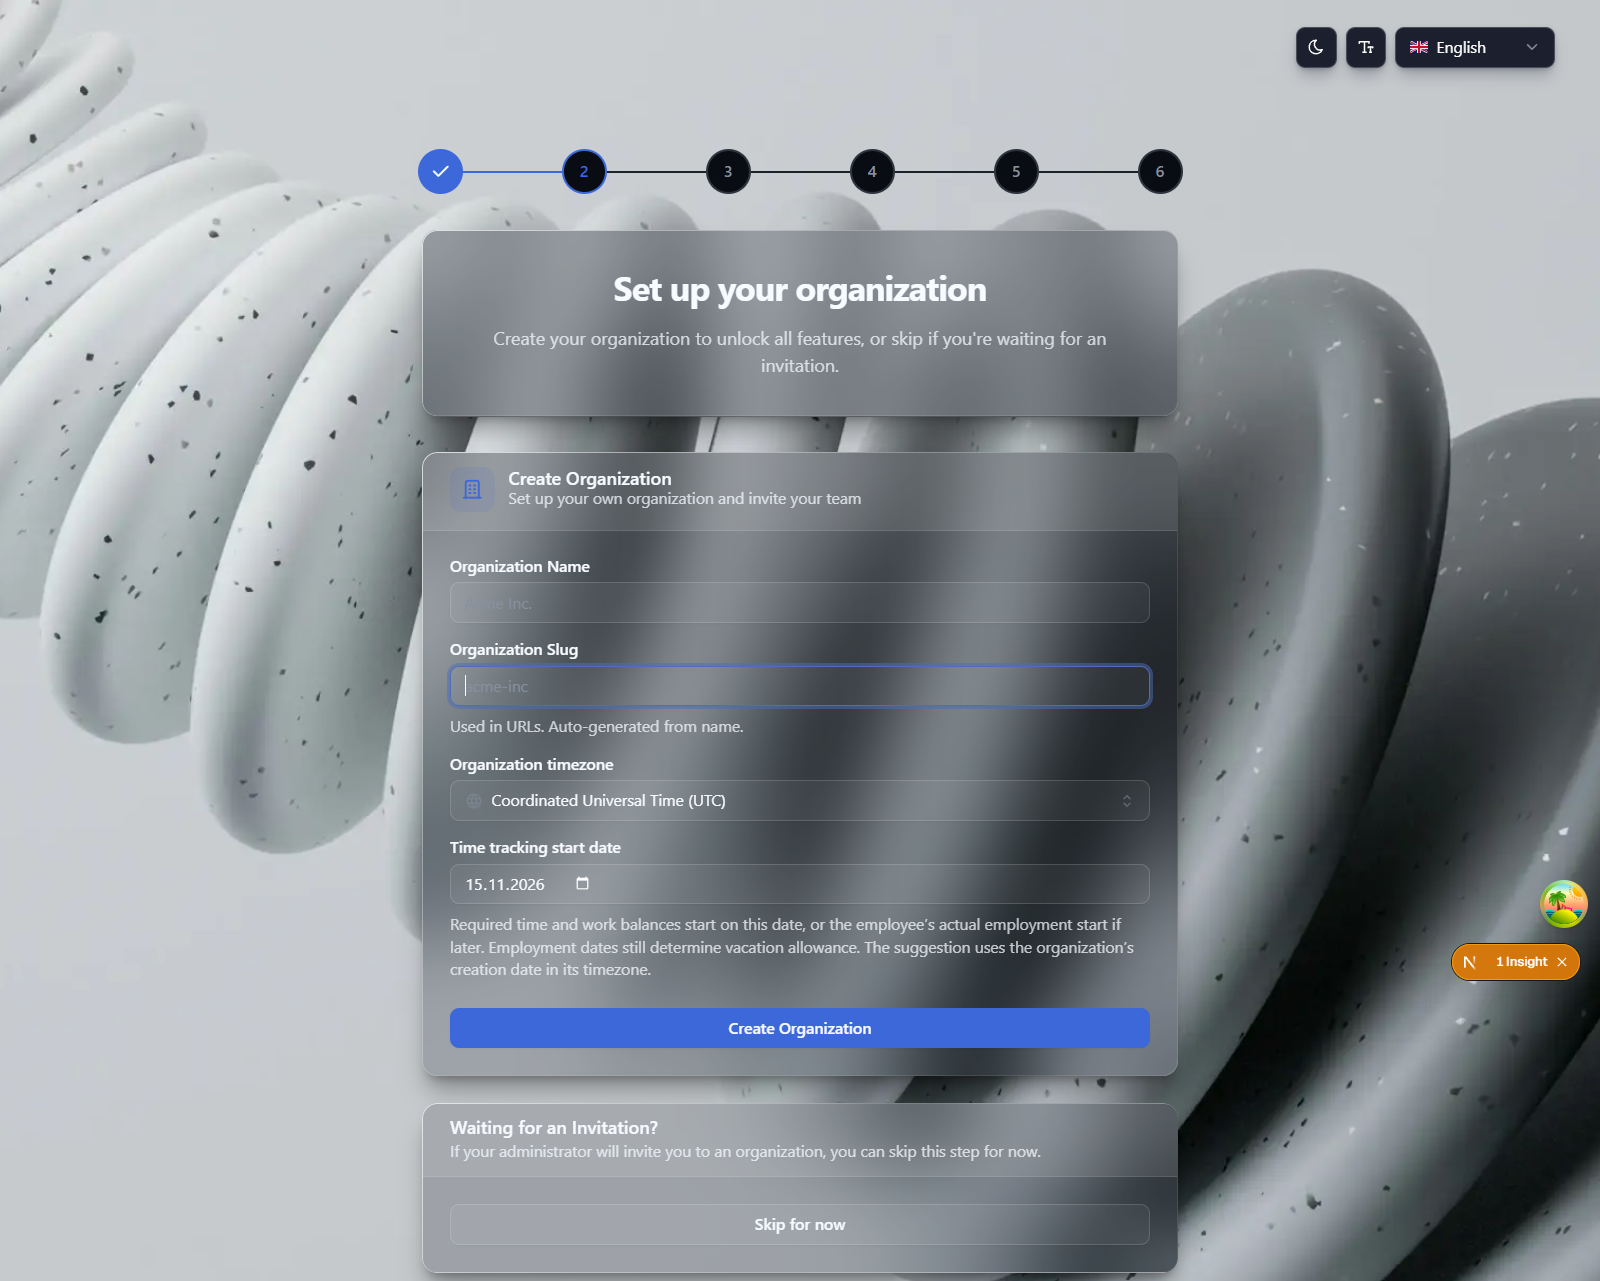 English
2
3
4
5
6
Set up your organization
Create your organization to unlock all features, or skip if you're waiting for an
invitation.
Create Organization
Set up your own organization and invite your team
Organization Name
Inc.
Organization Slug
acme-inc
Used in URLs. Auto-generated from name.
Organization timezone
Coordinated Universal Time (UTC)
Time tracking start date
15.11.2026
Required time and work balances start on this date, or the employee’s actual employment start if
later. Employment dates still determine vacation allowance. The suggestion uses the organization’s
creation date in its timezone.
1 Insight
Create Organization
Waiting for an Invitation?
If your administrator will invite you to an organization, you can skip this step for now.
Skip for now